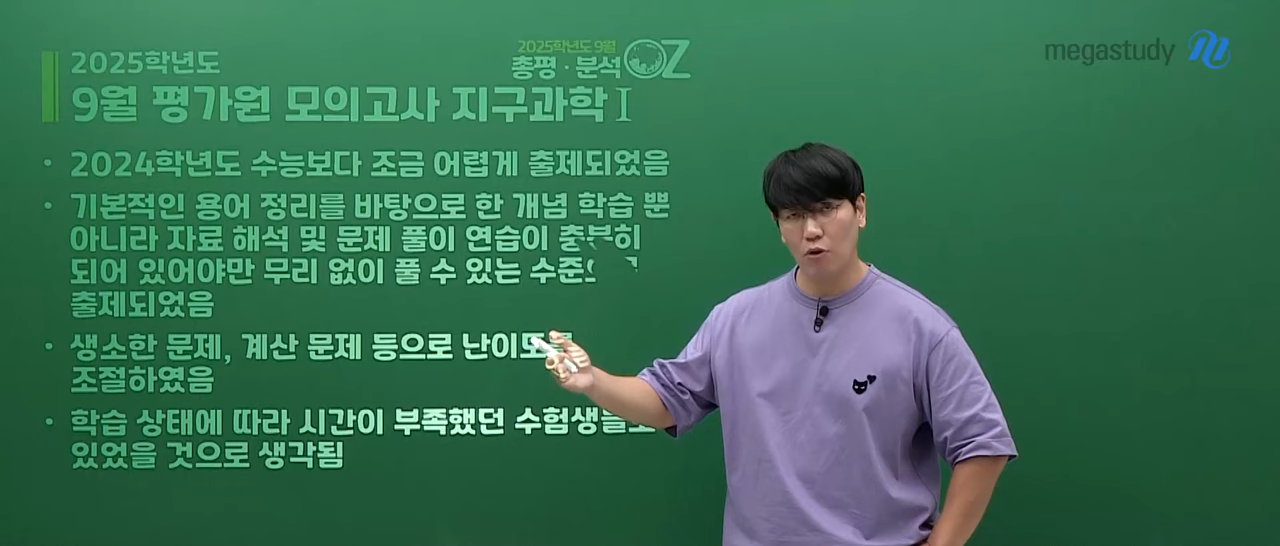 2025학년도
9월 평가원 모의고사 지구과학 I
2025학년도 9월
총평·분석 OZ
megastudy
• 2024학년도 수능보다 조금 어렵게 출제되었음
• 기본적인 용어 정리를 바탕으로 한 개념 학습 뿐
아니라 자료 해석 및 문제 풀이 연습이 충분히
되어 있어야만 무리 없이 풀 수 있는 수준으로
출제되었음
• 생소한 문제, 계산 문제 등으로 난이도를
조절하였음
• 학습 상태에 따라 시간이 부족했던 수험생들도
있었을 것으로 생각됨